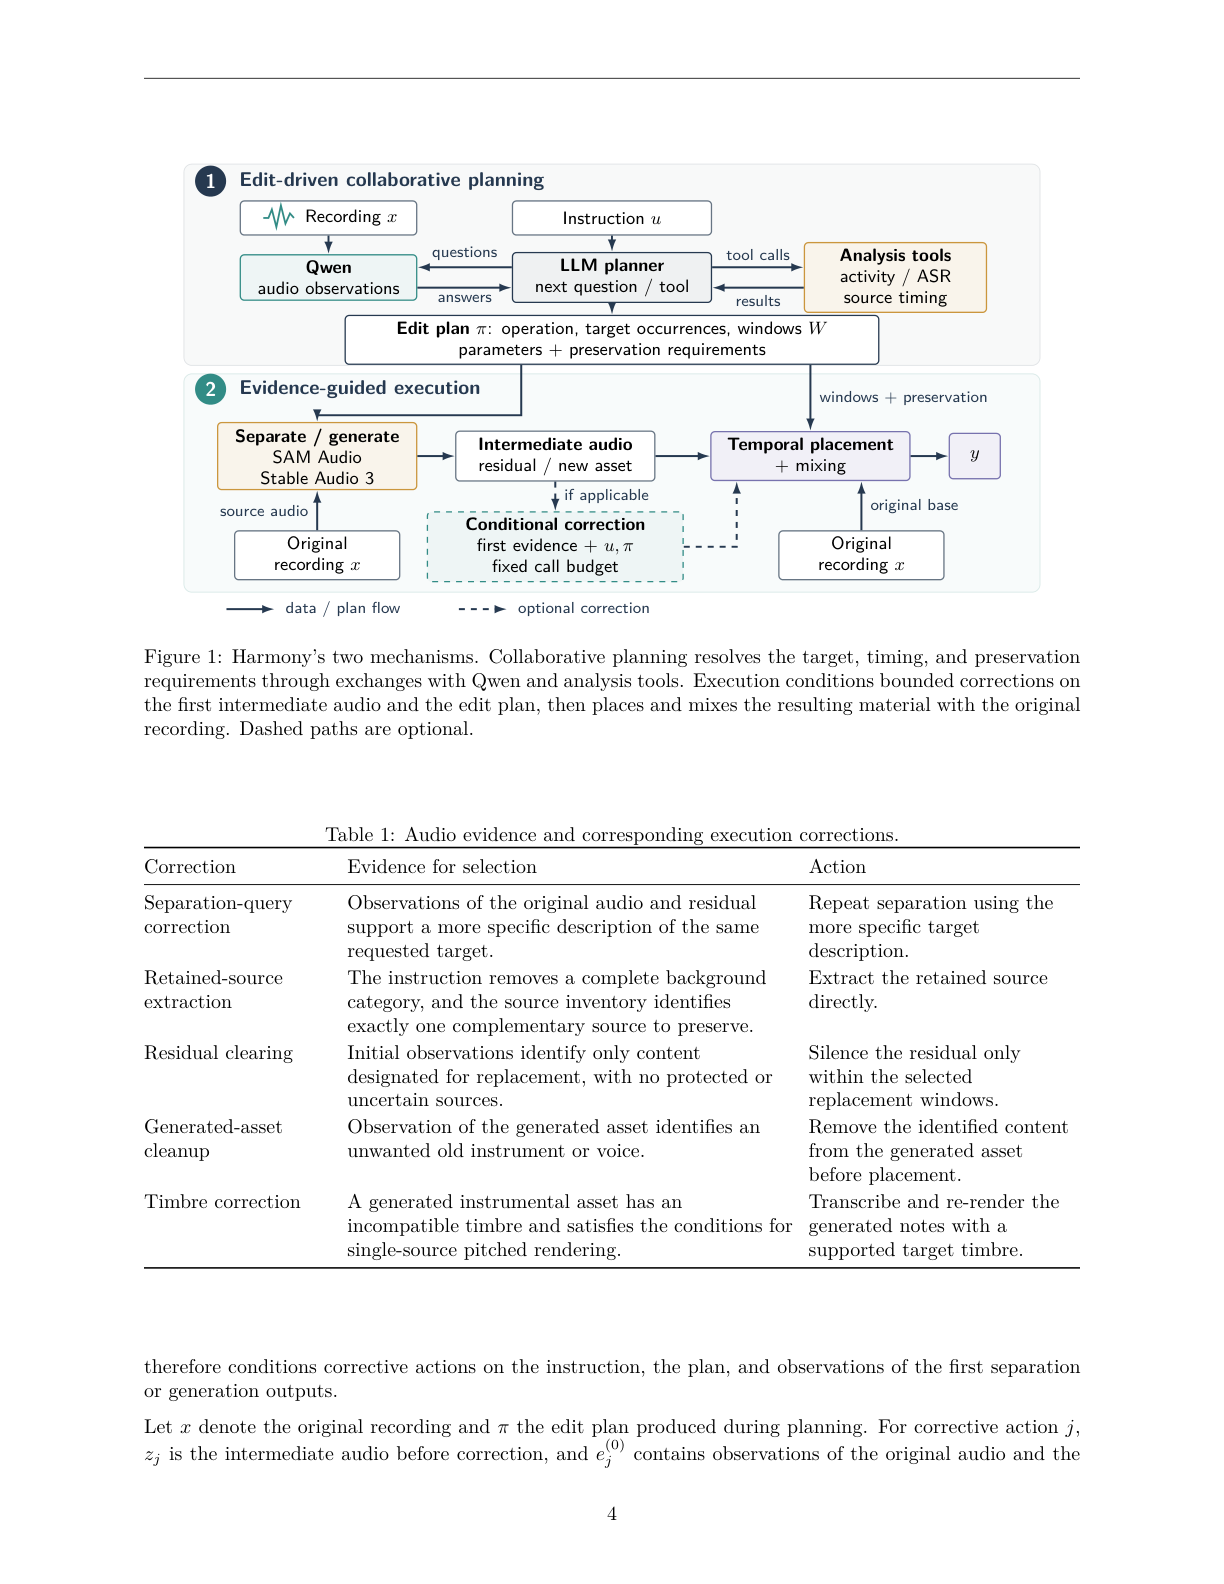 1 Edit-driven collaborative planning
Recording x
Instruction u
Qwen
audio observations
questions
answers
LLM planner
next question / tool
tool calls
results
Analysis tools
activity / ASR
source timing
Edit plan π: operation, target occurrences, windows W
parameters + preservation requirements
2 Evidence-guided execution
windows + preservation
Separate / generate
SAM Audio
Stable Audio 3
Intermediate audio
residual / new asset
Temporal placement
+ mixing
y
if applicable
source audio
original base
Conditional correction
first evidence + u, π
fixed call budget
Original
recording x
Original
recording x
data / plan flow
optional correction
Figure 1: Harmony's two mechanisms. Collaborative planning resolves the target, timing, and preservation
requirements through exchanges with Qwen and analysis tools. Execution conditions bounded corrections on
the first intermediate audio and the edit plan, then places and mixes the resulting material with the original
recording. Dashed paths are optional.
Table 1: Audio evidence and corresponding execution corrections.
Correction Evidence for selection Action
Separation-query Observations of the original audio and residual Repeat separation using the
correction support a more specific description of the same more specific target
requested target. description.
Retained-source The instruction removes a complete background Extract the retained source
extraction category, and the source inventory identifies directly.
exactly one complementary source to preserve.
Residual clearing Initial observations identify only content Silence the residual only
designated for replacement, with no protected or within the selected
uncertain sources. replacement windows.
Generated-asset Observation of the generated asset identifies an Remove the identified content
cleanup unwanted old instrument or voice. from the generated asset
before placement.
Timbre correction A generated instrumental asset has an Transcribe and re-render the
incompatible timbre and satisfies the conditions for generated notes with a
single-source pitched rendering. supported target timbre.
therefore conditions corrective actions on the instruction, the plan, and observations of the first separation
or generation outputs.
Let x denote the original recording and π the edit plan produced during planning. For corrective action j,
z_j is the intermediate audio before correction, and e_j^(0) contains observations of the original audio and the
4